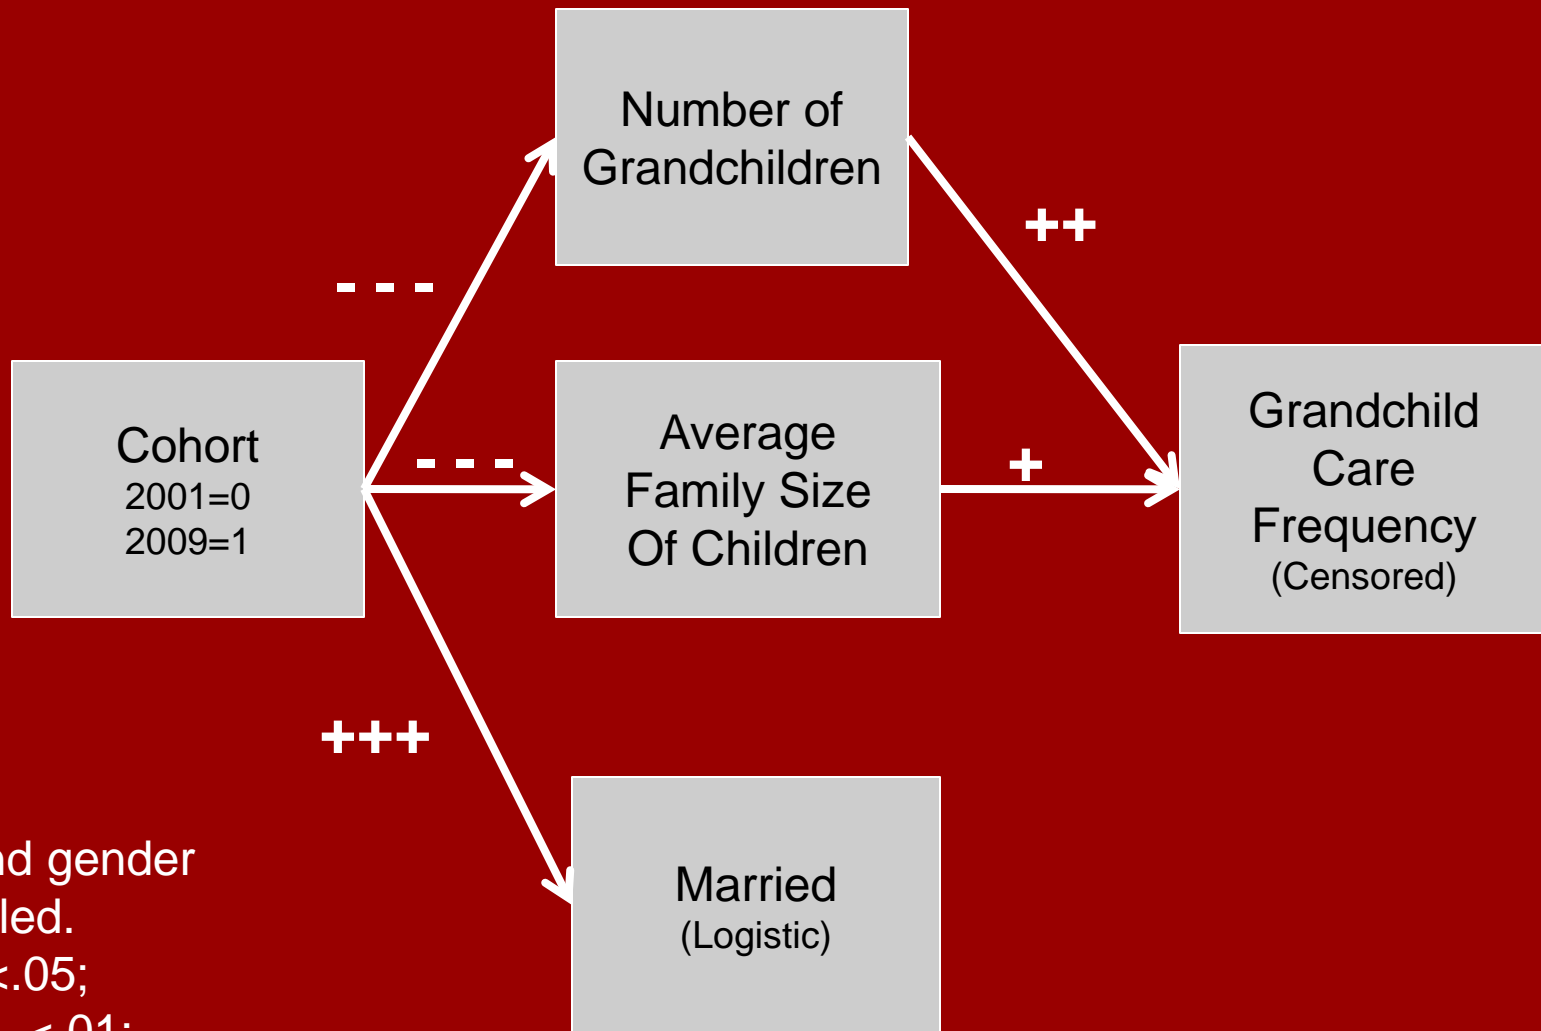 Number of
Grandchildren
++
- - -
Cohort
2001=0
2009=1
- - -
Average
Family Size
Of Children
+
Grandchild
Care
Frequency
(Censored)
+++
Married
(Logistic)
nd gender
led.
<.05;
<.01;